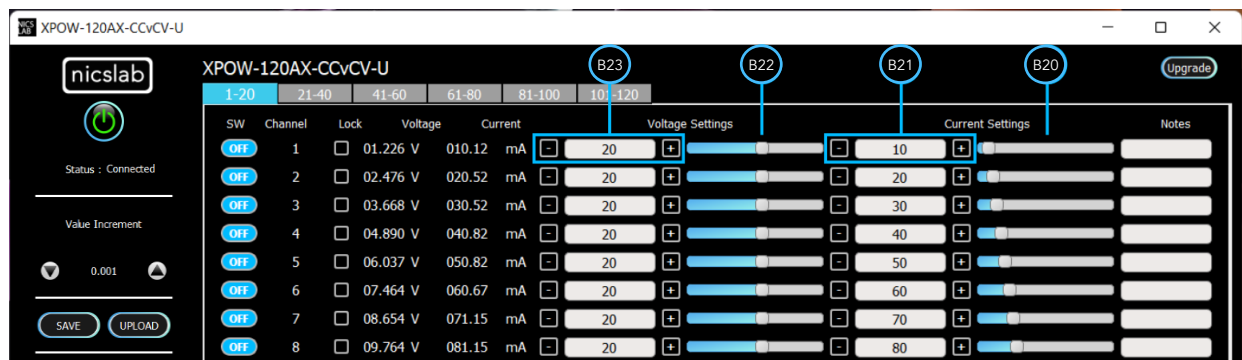 NICS LAB XPOW-120AX-CCvCV-U
nicslab
XPOW-120AX-CCvCV-U
B23 B22 B21 B20
Upgrade
1-20 21-40 41-60 61-80 81-100 101-120
SW Channel Lock Voltage Current Voltage Settings Current Settings Notes
OFF 1 01.226 V 010.12 mA - 20 + - 10 +
Status : Connected
OFF 2 02.476 V 020.52 mA - 20 + - 20 +
OFF 3 03.668 V 030.52 mA - 20 + - 30 +
Value Increment
OFF 4 04.890 V 040.82 mA - 20 + - 40 +
0.001
OFF 5 06.037 V 050.82 mA - 20 + - 50 +
OFF 6 07.464 V 060.67 mA - 20 + - 60 +
SAVE UPLOAD
OFF 7 08.654 V 071.15 mA - 20 + - 70 +
OFF 8 09.764 V 081.15 mA - 20 + - 80 +